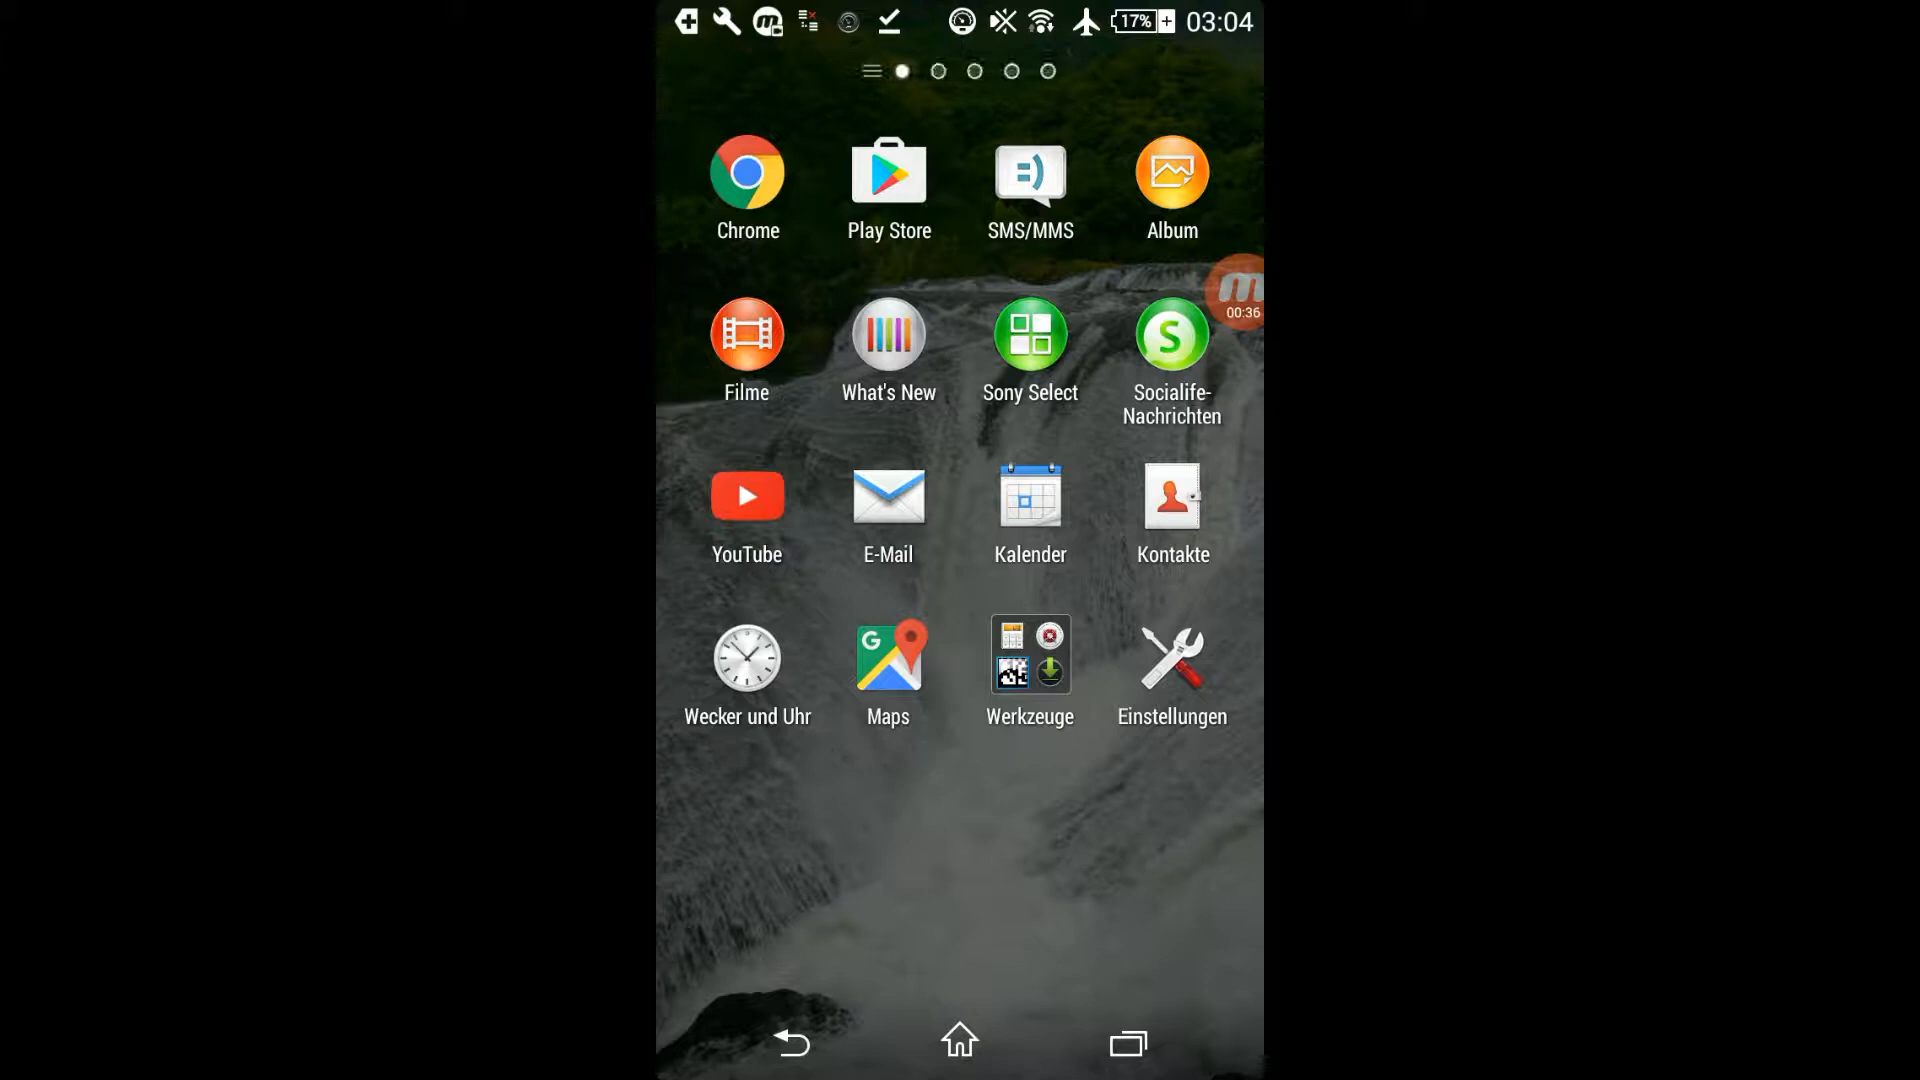 17% 03:04
Chrome Play Store SMS/MMS Album
00:36
Filme What's New Sony Select Socialife-
Nachrichten
YouTube E-Mail Kalender Kontakte
G
Wecker und Uhr Maps Werkzeuge Einstellungen